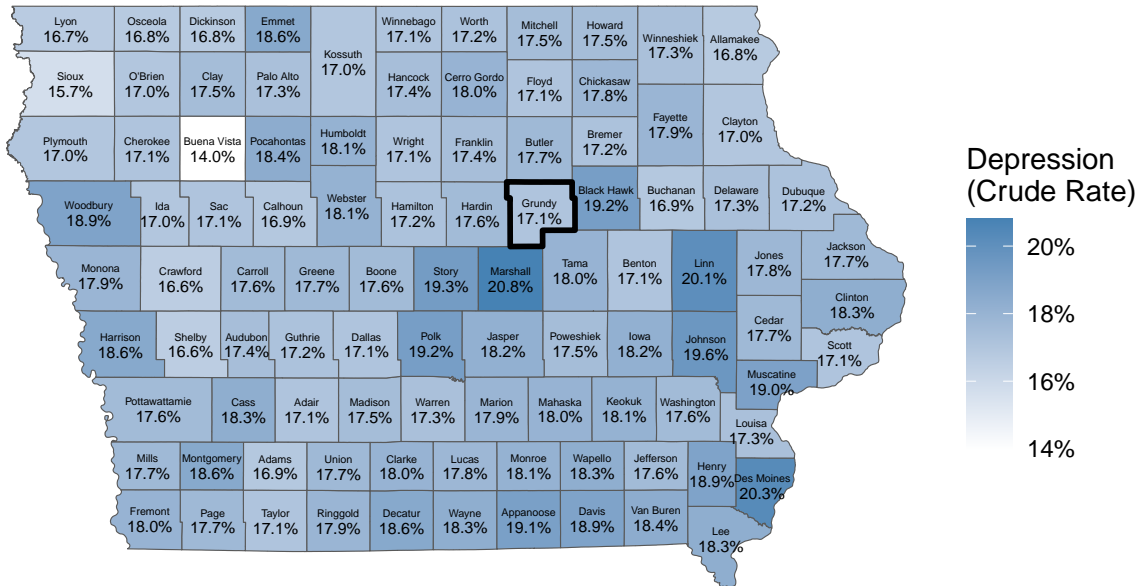 Lyon
16.7%
Osceola
16.8%
Dickinson
16.8%
Emmet
18.6%
Kossuth
17.0%
Winnebago
17.1%
Worth
17.2%
Mitchell
17.5%
Howard
17.5%
Winneshiek
17.3%
Allamakee
16.8%
Sioux
15.7%
O'Brien
17.0%
Clay
17.5%
Palo Alto
17.3%
Hancock
17.4%
Cerro Gordo
18.0%
Floyd
17.1%
Chickasaw
17.8%
Fayette
17.9%
Clayton
17.0%
Plymouth
17.0%
Cherokee
17.1%
Buena Vista
14.0%
Pocahontas
18.4%
Humboldt
18.1%
Wright
17.1%
Franklin
17.4%
Butler
17.7%
Bremer
17.2%
Woodbury
18.9%
Ida
17.0%
Sac
17.1%
Calhoun
16.9%
Webster
18.1%
Hamilton
17.2%
Hardin
17.6%
Grundy
17.1%
Black Hawk
19.2%
Buchanan
16.9%
Delaware
17.3%
Dubuque
17.2%
Monona
17.9%
Crawford
16.6%
Carroll
17.6%
Greene
17.7%
Boone
17.6%
Story
19.3%
Marshall
20.8%
Tama
18.0%
Benton
17.1%
Linn
20.1%
Jones
17.8%
Jackson
17.7%
Clinton
18.3%
Harrison
18.6%
Shelby
16.6%
Audubon
17.4%
Guthrie
17.2%
Dallas
17.1%
Polk
19.2%
Jasper
18.2%
Poweshiek
17.5%
Iowa
18.2%
Johnson
19.6%
Cedar
17.7%
Scott
17.1%
Muscatine
19.0%
Pottawattamie
17.6%
Cass
18.3%
Adair
17.1%
Madison
17.5%
Warren
17.3%
Marion
17.9%
Mahaska
18.0%
Keokuk
18.1%
Washington
17.6%
Louisa
17.3%
Mills
17.7%
Montgomery
18.6%
Adams
16.9%
Union
17.7%
Clarke
18.0%
Lucas
17.8%
Monroe
18.1%
Wapello
18.3%
Jefferson
17.6%
Henry
18.9%
Des Moines
20.3%
Fremont
18.0%
Page
17.7%
Taylor
17.1%
Ringgold
17.9%
Decatur
18.6%
Wayne
18.3%
Appanoose
19.1%
Davis
18.9%
Van Buren
18.4%
Lee
18.3%
Depression
(Crude Rate)
20%
18%
16%
14%